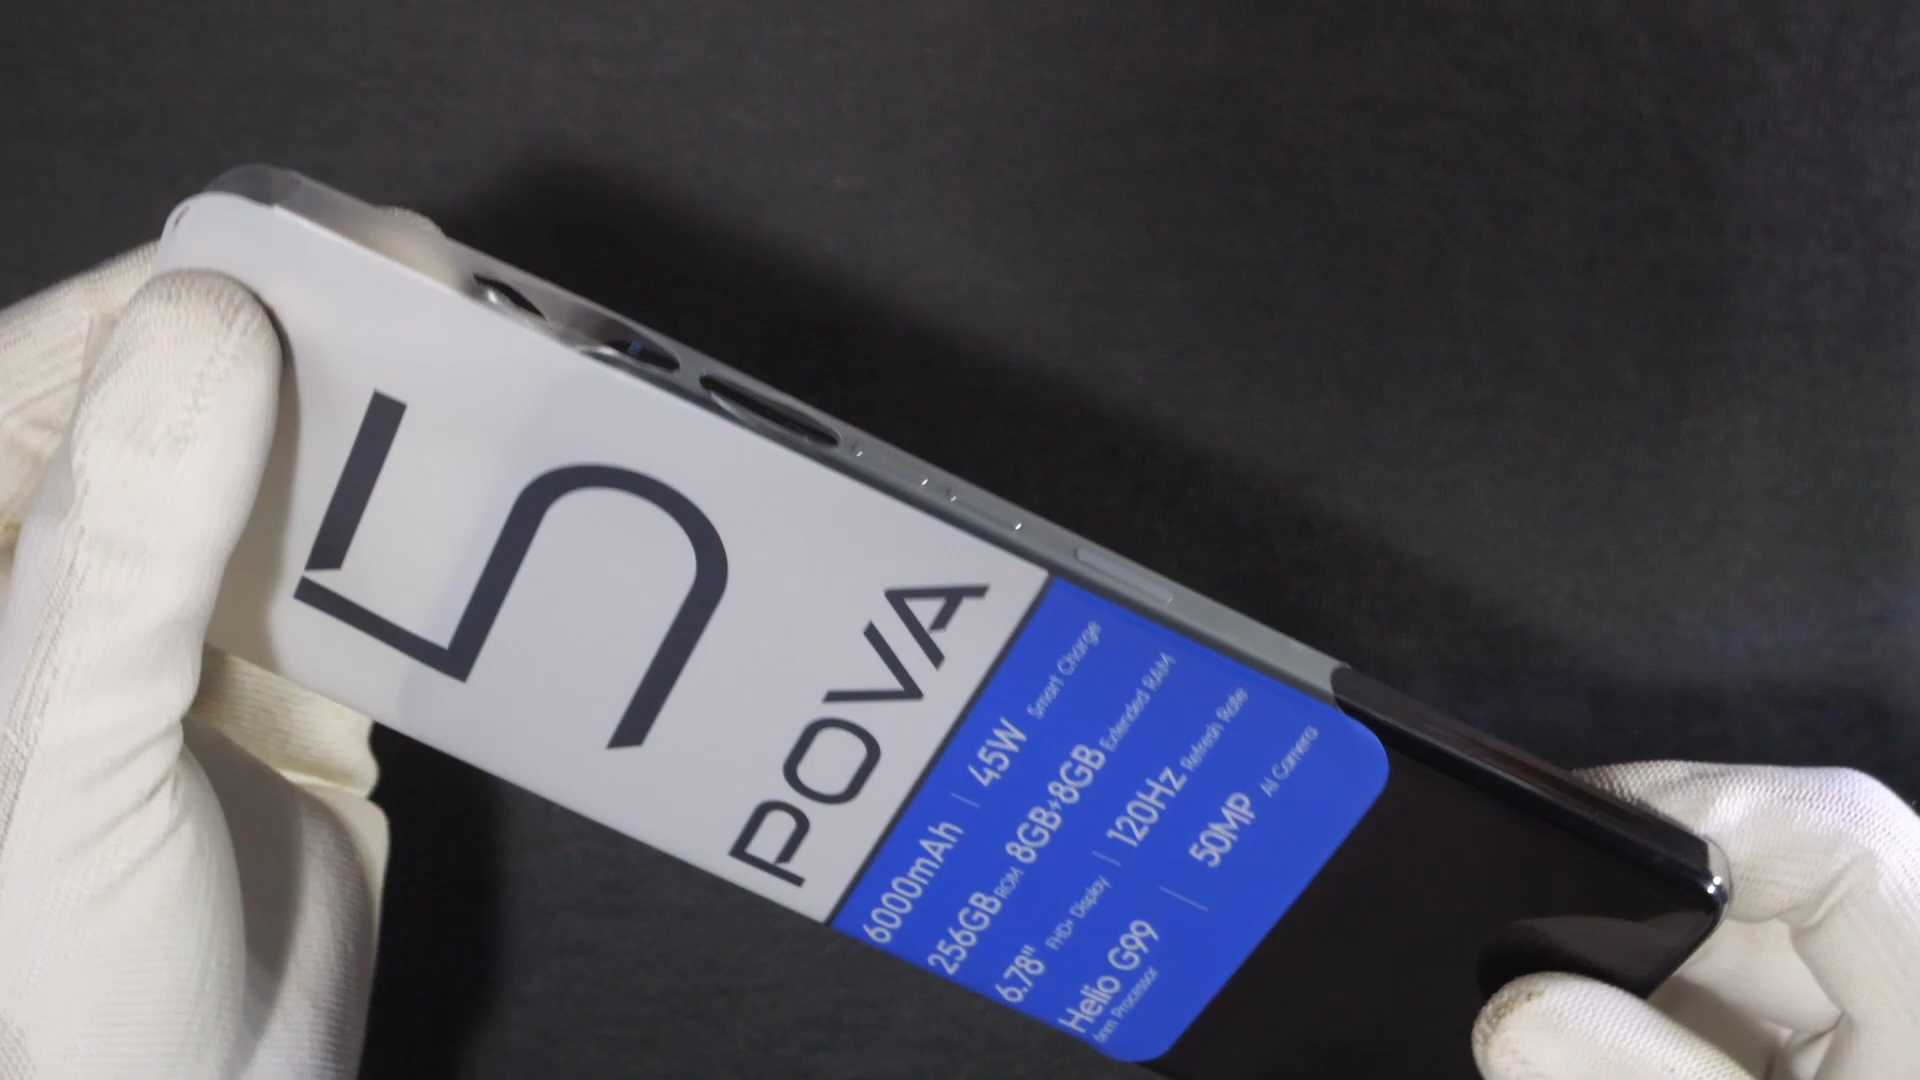 5
POVA
6000mAh | 45W Smart Charge
256GB ROM 8GB+8GB Extended RAM
6.78" FHD+ Display | 120Hz Refresh Rate
Helio G99 | 50MP AI Camera
6nm Processor